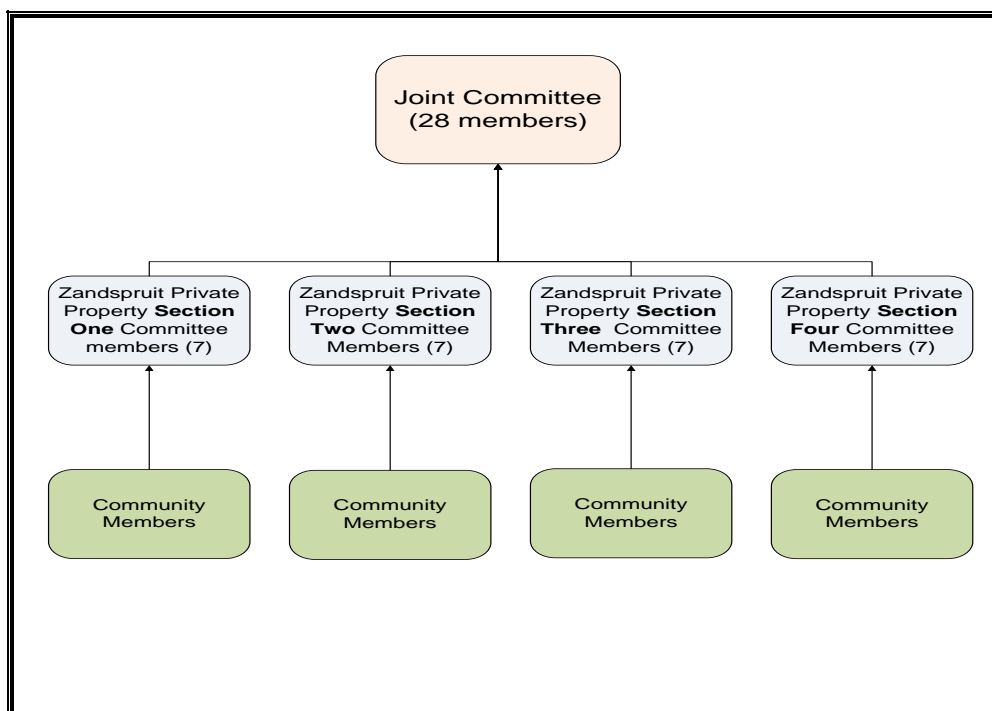 Joint Committee
(28 members)
Zandspruit Private
Property Section
One Committee
members (7)
Zandspruit Private
Property Section
Two Committee
Members (7)
Zandspruit Private
Property Section
Three Committee
Members (7)
Zandspruit Private
Property Section
Four Committee
Members (7)
Community
Members
Community
Members
Community
Members
Community
Members